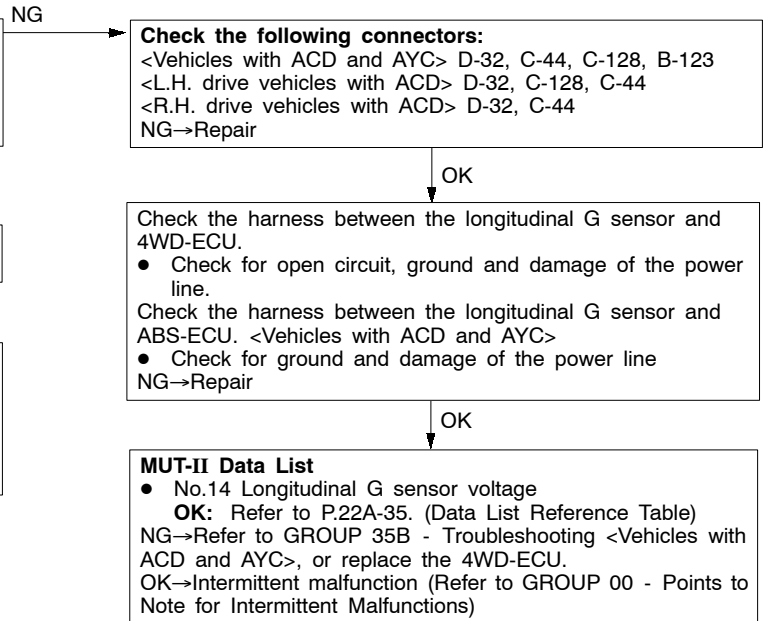 NG
Check the following connectors:
<Vehicles with ACD and AYC> D-32, C-44, C-128, B-123
<L.H. drive vehicles with ACD> D-32, C-128, C-44
<R.H. drive vehicles with ACD> D-32, C-44
NG→Repair
OK
Check the harness between the longitudinal G sensor and
4WD-ECU.
● Check for open circuit, ground and damage of the power
line.
Check the harness between the longitudinal G sensor and
ABS-ECU. <Vehicles with ACD and AYC>
● Check for ground and damage of the power line
NG→Repair
OK
MUT-II Data List
● No.14 Longitudinal G sensor voltage
OK: Refer to P.22A-35. (Data List Reference Table)
NG→Refer to GROUP 35B - Troubleshooting <Vehicles with
ACD and AYC>, or replace the 4WD-ECU.
OK→Intermittent malfunction (Refer to GROUP 00 - Points to
Note for Intermittent Malfunctions)